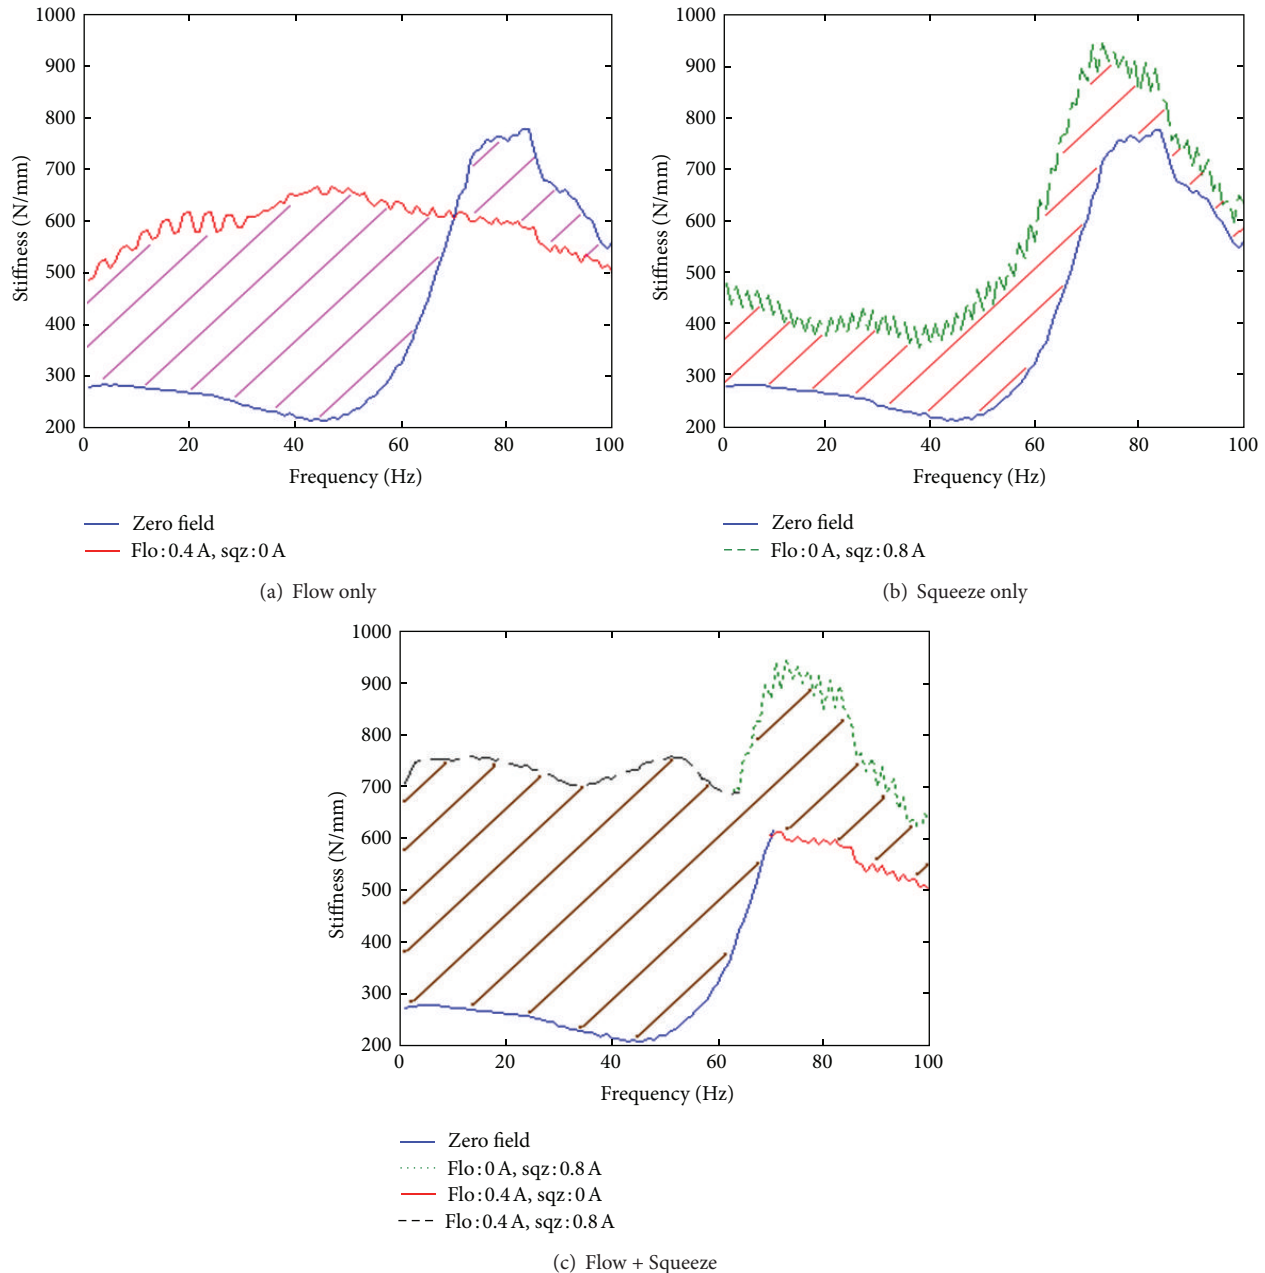 1000
900
800
700
600
500
400
300
200
Stiffness (N/mm)
0 20 40 60 80 100
Frequency (Hz)
Zero field
Flo: 0.4 A, sqz: 0 A
(a) Flow only
1000
900
800
700
600
500
400
300
200
Stiffness (N/mm)
0 20 40 60 80 100
Frequency (Hz)
Zero field
Flo: 0 A, sqz: 0.8 A
(b) Squeeze only
1000
900
800
700
600
500
400
300
200
Stiffness (N/mm)
0 20 40 60 80 100
Frequency (Hz)
Zero field
Flo: 0 A, sqz: 0.8 A
Flo: 0.4 A, sqz: 0 A
Flo: 0.4 A, sqz: 0.8 A
(c) Flow + Squeeze